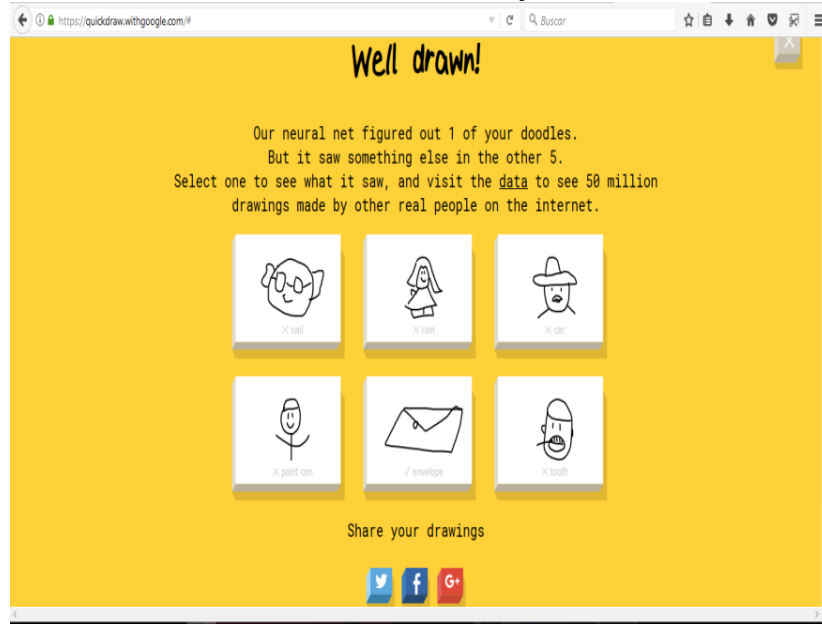 https://quickdraw.withgoogle.com/#
Buscar
X
Well drawn!
Our neural net figured out 1 of your doodles.
But it saw something else in the other 5.
Select one to see what it saw, and visit the data to see 50 million
drawings made by other real people on the internet.
X nail
X rain
X car
X paint can
✓ envelope
X tooth
Share your drawings
f
G+